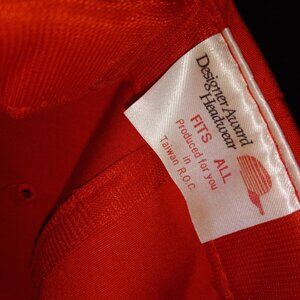 Designer Award
Headwear
FITS ALL
Produced for you
in
Taiwan R.O.C.